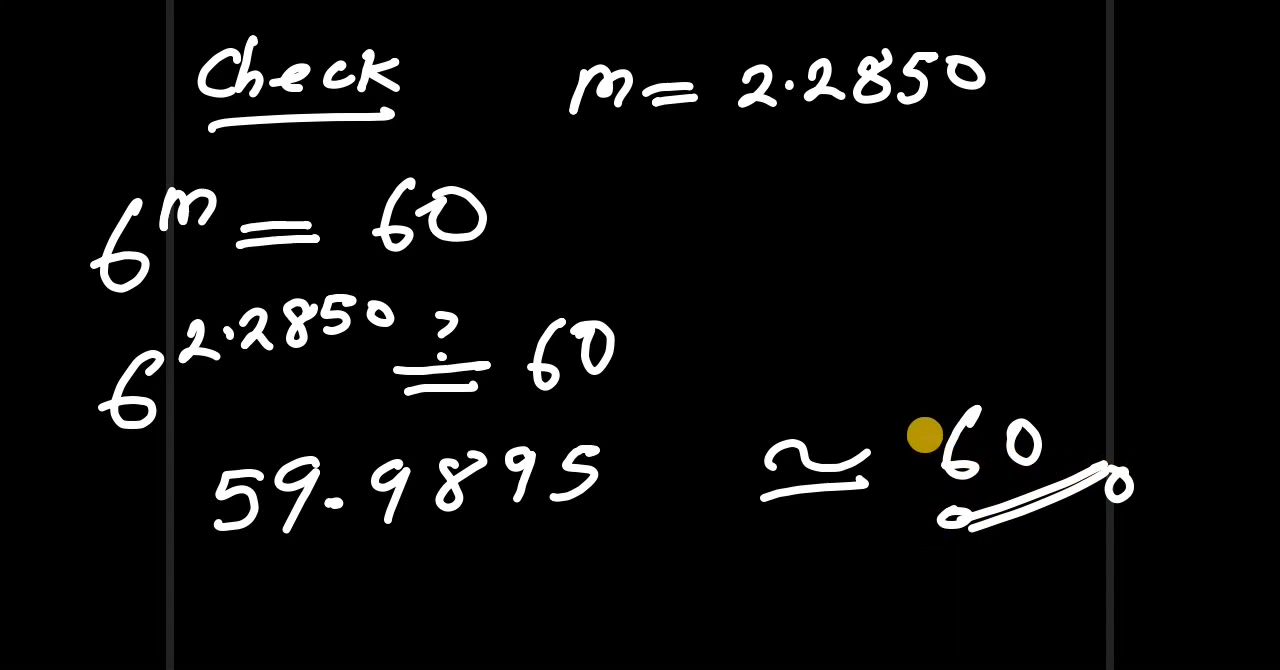 Check m = 2.2850
6^m = 60
6^2.2850 ≟ 60
59.9895 ≃ 60